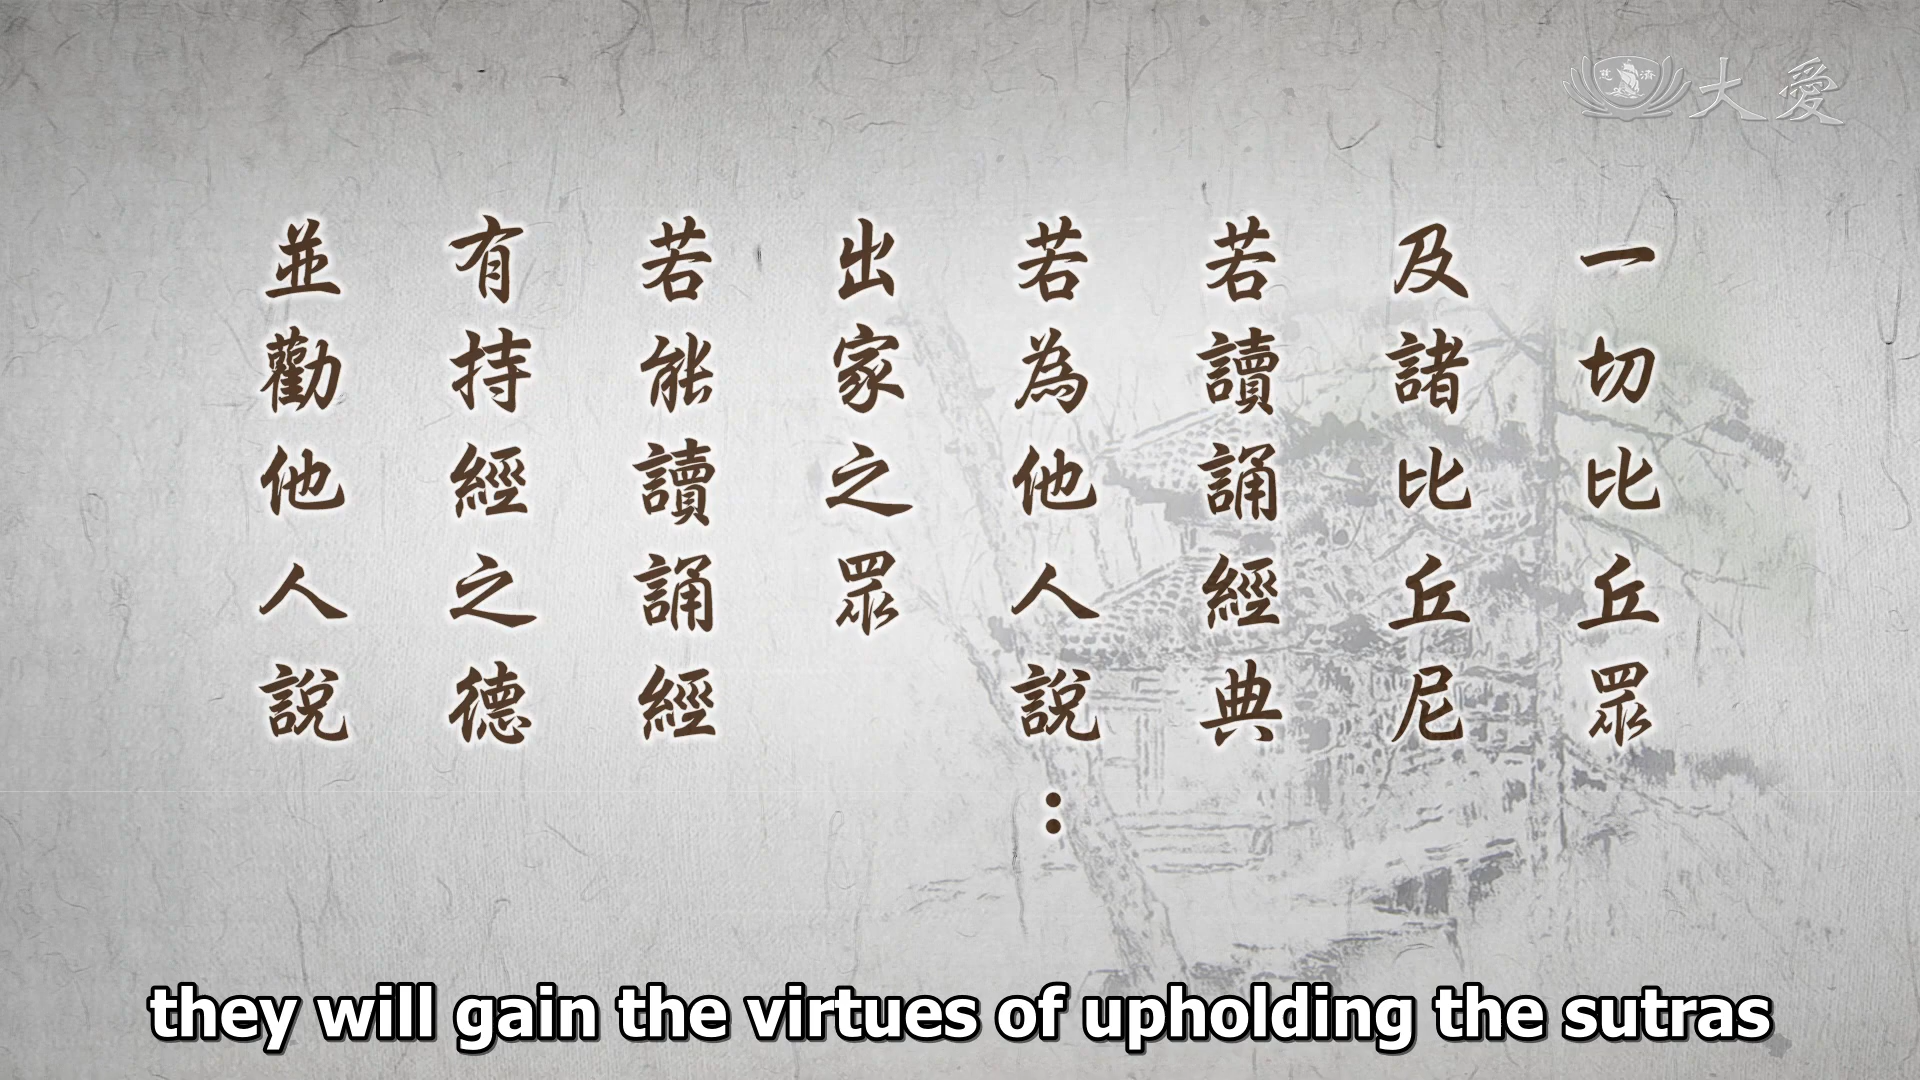 大愛
慈濟
一切比丘眾
及諸比丘尼
若讀誦經典
若為他人說：
出家之眾
若能讀誦經
有持經之德
並勸他人說
they will gain the virtues of upholding the sutras